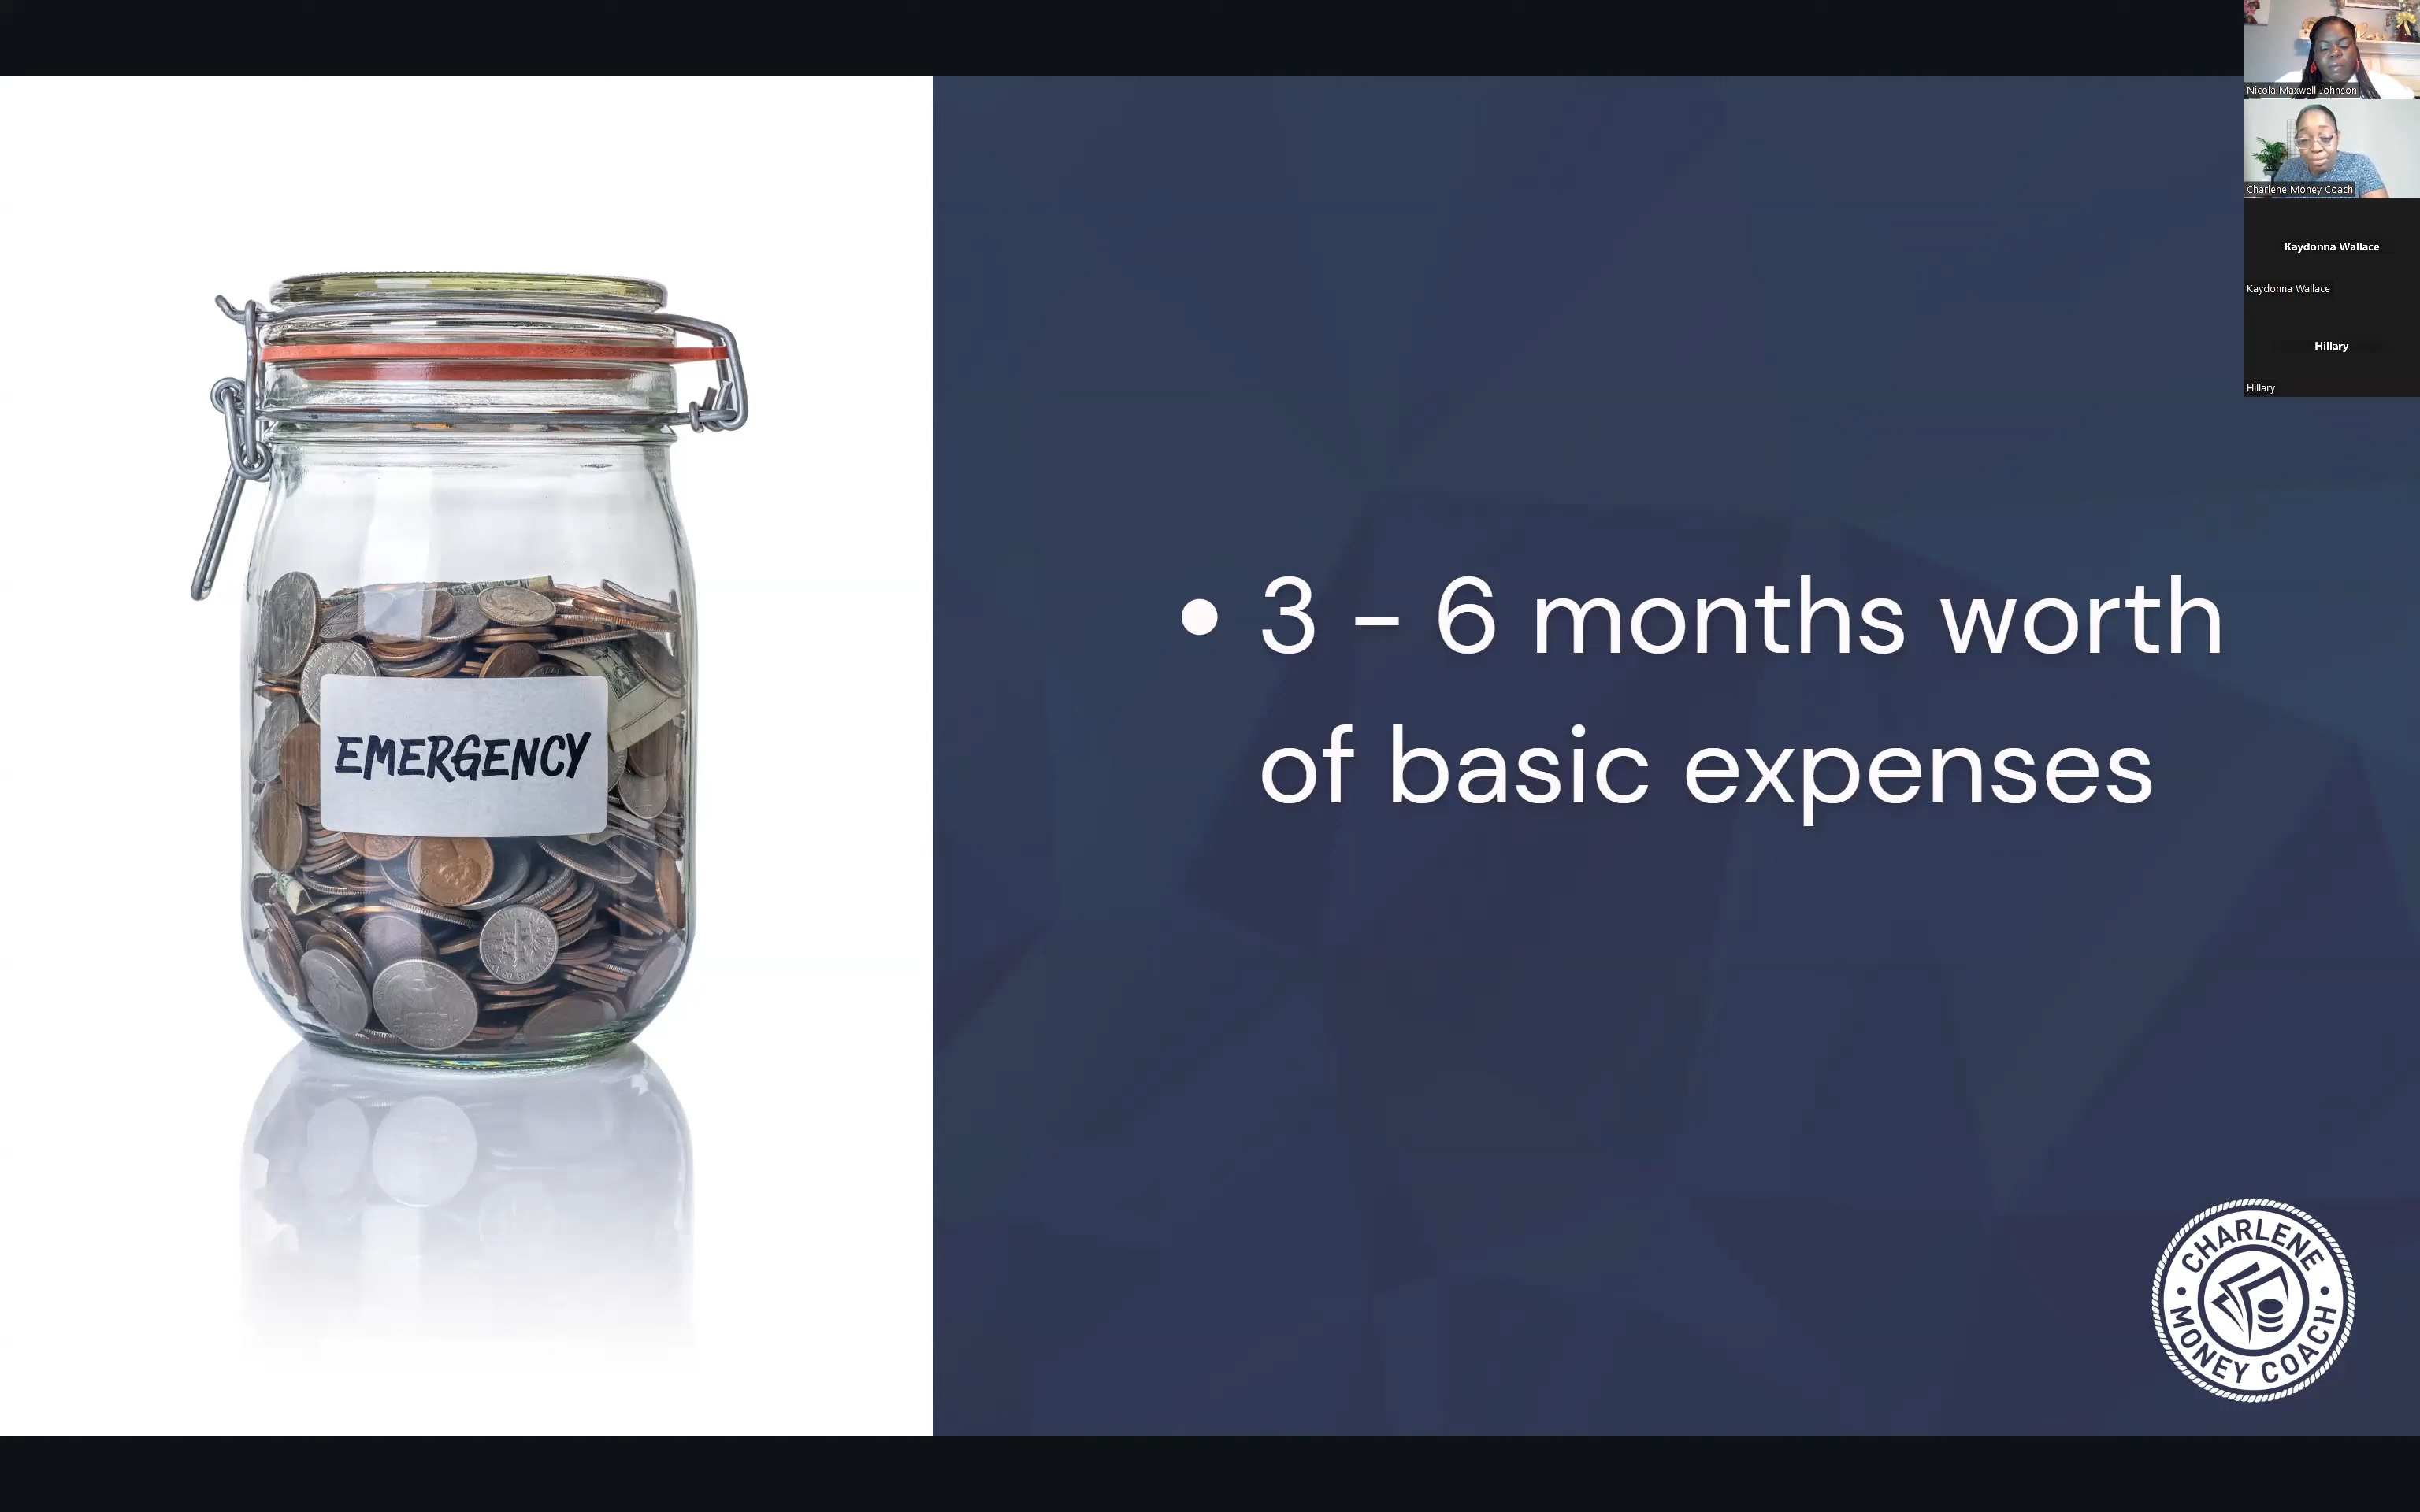 Nicola Maxwell Johnson
Charlene Money Coach
Kaydonna Wallace
Kaydonna Wallace
Hillary
Hillary
EMERGENCY
• 3 – 6 months worth
of basic expenses
CHARLENE
MONEY COACH